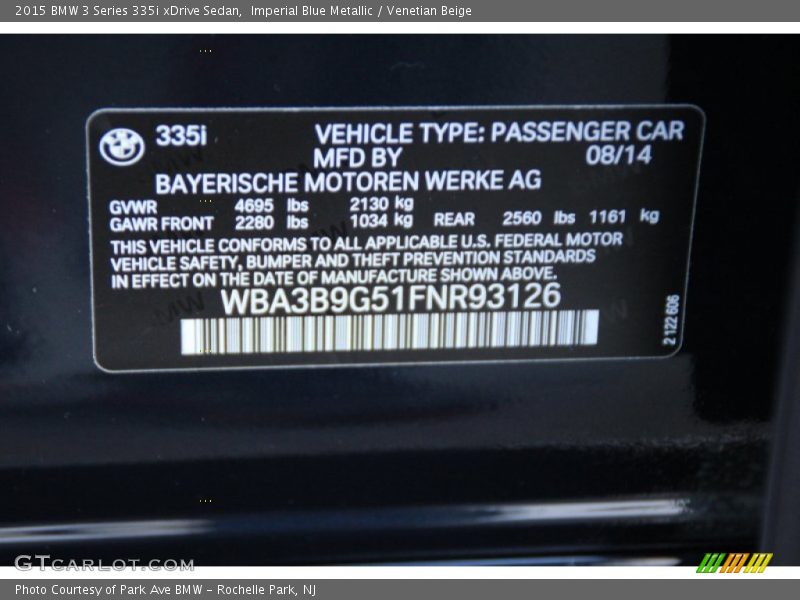 2015 BMW 3 Series 335i xDrive Sedan,  Imperial Blue Metallic / Venetian Beige
335i VEHICLE TYPE: PASSENGER CAR
MFD BY 08/14
BAYERISCHE MOTOREN WERKE AG
GVWR 4695 lbs 2130 kg
GAWR FRONT 2280 lbs 1034 kg REAR 2560 lbs 1161 kg
THIS VEHICLE CONFORMS TO ALL APPLICABLE U.S. FEDERAL MOTOR
VEHICLE SAFETY, BUMPER AND THEFT PREVENTION STANDARDS
IN EFFECT ON THE DATE OF MANUFACTURE SHOWN ABOVE.
WBA3B9G51FNR93126
2 122 606
GTCARLOT.COM
Photo Courtesy of Park Ave BMW - Rochelle Park, NJ